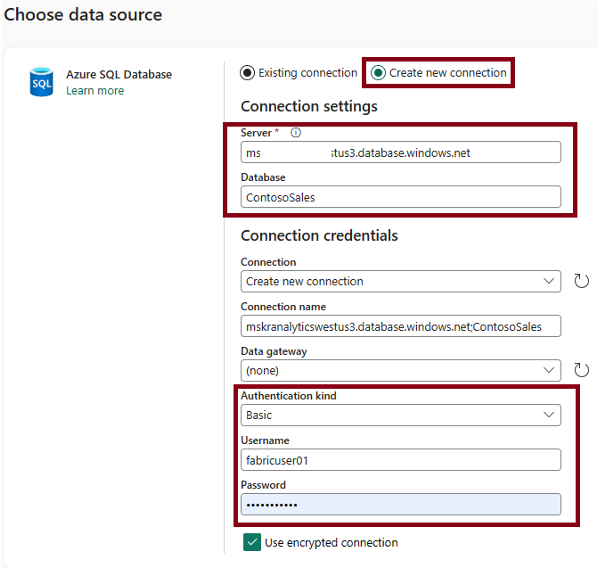 Choose data source
SQL
Azure SQL Database
Learn more
Existing connection
Create new connection
Connection settings
Server * ⓘ
ms stus3.database.windows.net
Database
ContosoSales
Connection credentials
Connection
Create new connection
Connection name
mskranalyticswestus3.database.windows.net;ContosoSales
Data gateway
(none)
Authentication kind
Basic
Username
fabricuser01
Password
•••••••••••
Use encrypted connection